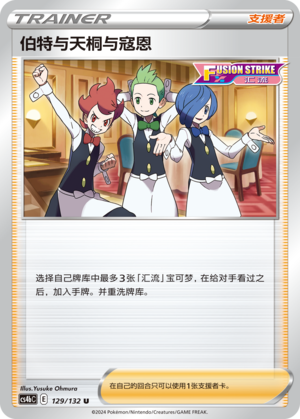 TRAINER
支援者
伯特与天桐与寇恩
FUSION STRIKE
汇流
选择自己牌库中最多3张「汇流」宝可梦，在给对手看过之
后，加入手牌。并重洗牌库。
Illus.Yusuke Ohmura
CS4bC E 129/132 U
在自己的回合只可以使用1张支援者卡。
©2024 Pokémon/Nintendo/Creatures/GAME FREAK.